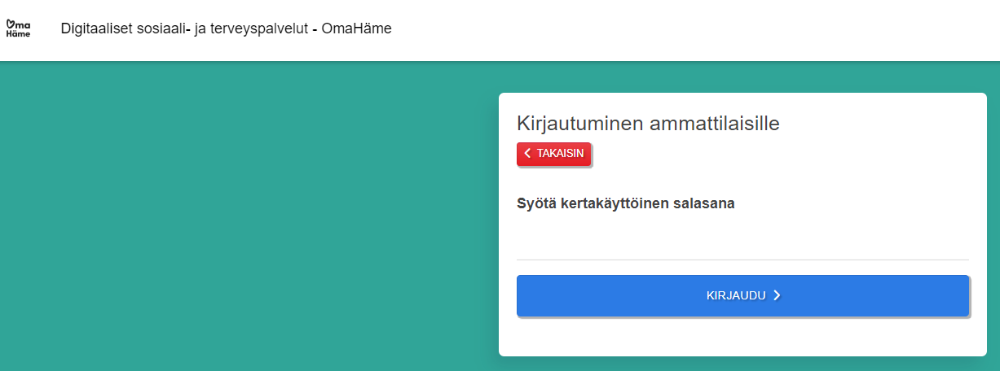 Oma
Häme
Digitaaliset sosiaali- ja terveyspalvelut - OmaHäme
Kirjautuminen ammattilaisille
TAKAISIN
Syötä kertakäyttöinen salasana
KIRJAUDU